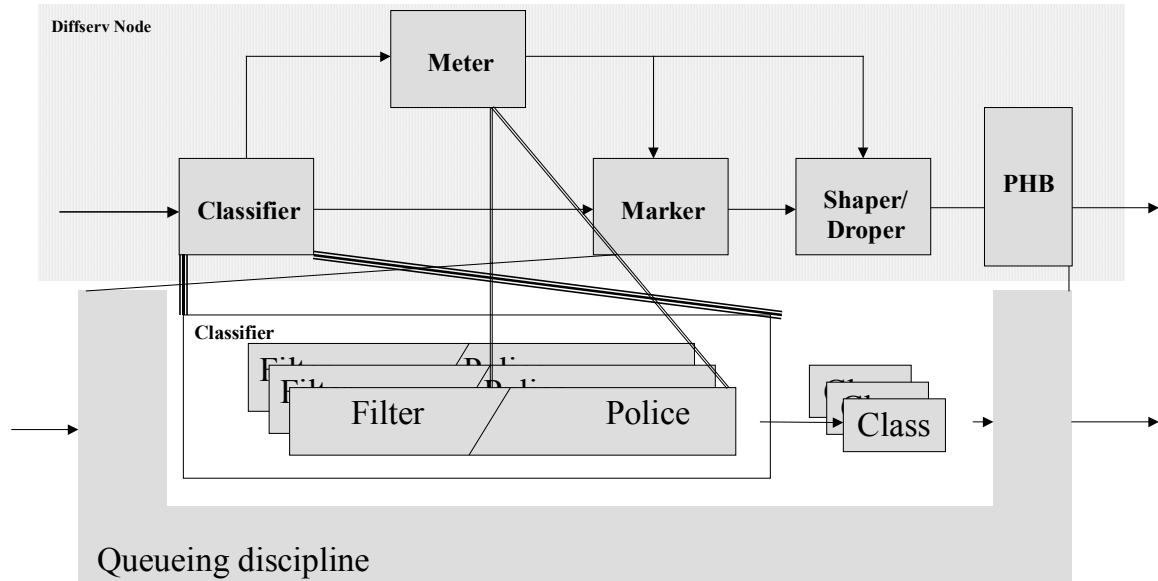 Diffserv Node
Meter
Classifier
Marker
Shaper/
Droper
PHB
Classifier
Filter
Police
Class
Queueing discipline